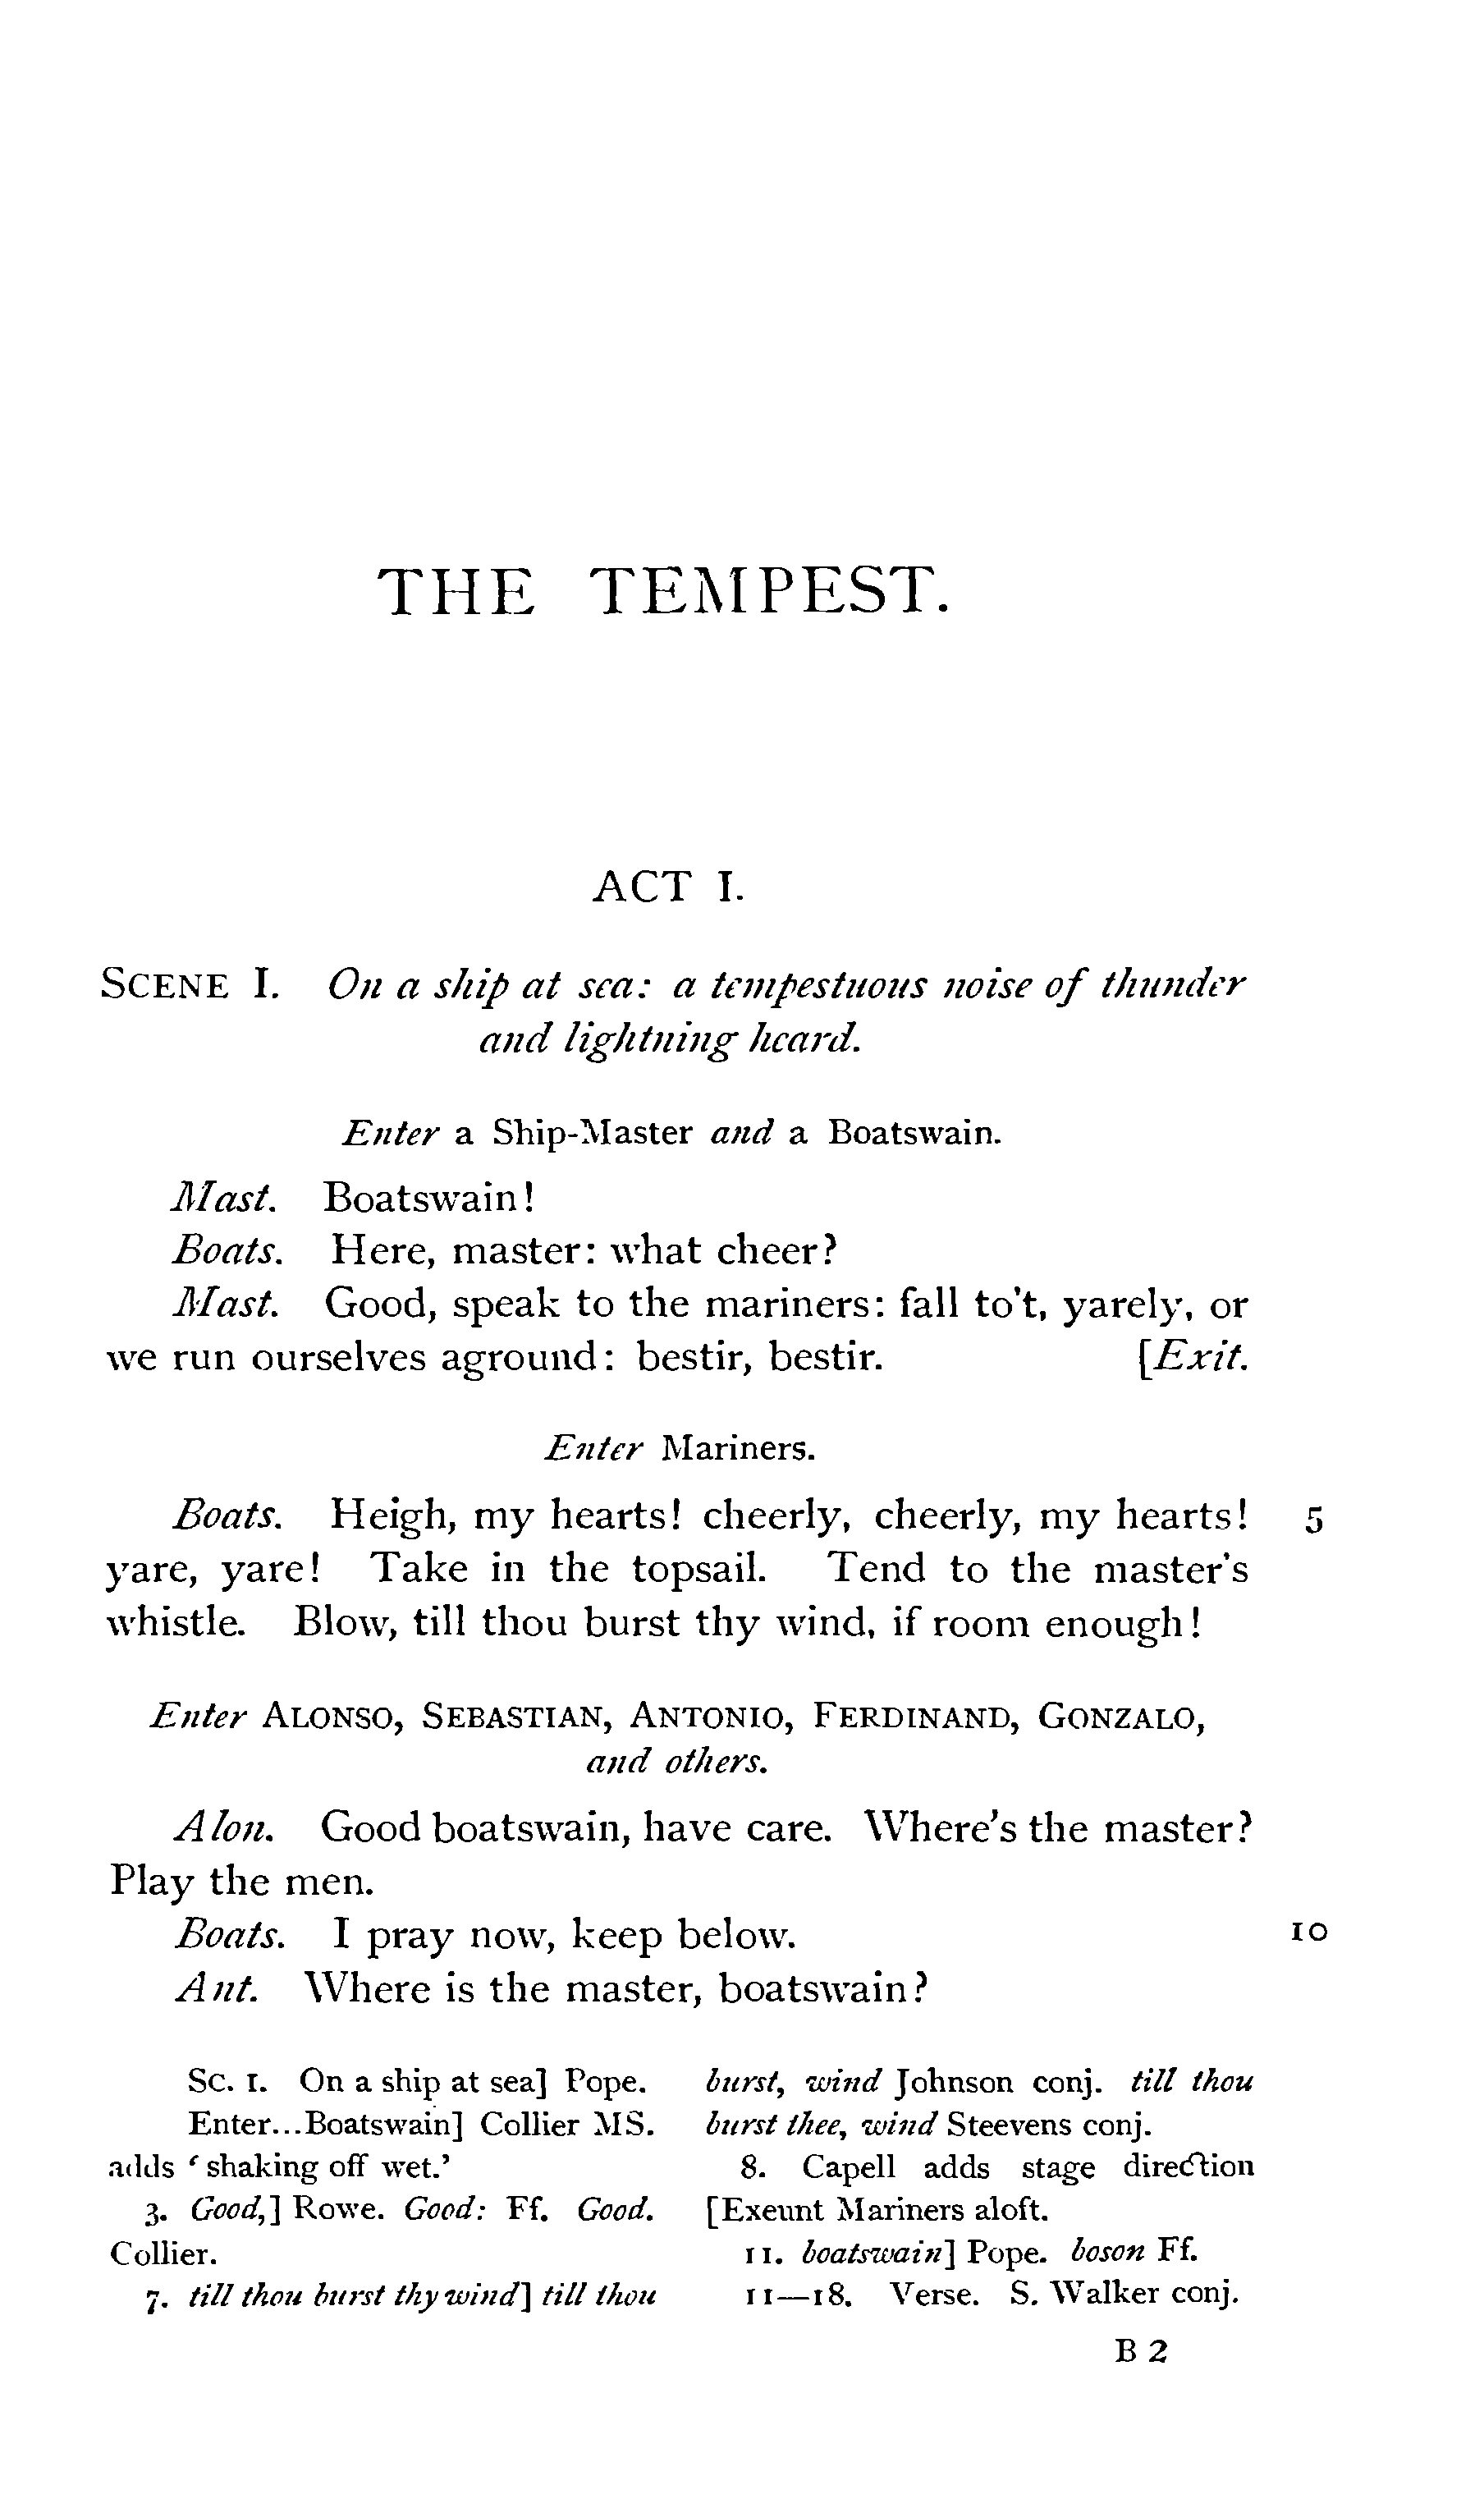 THE TEMPEST.
ACT I.
SCENE I. On a ship at sea: a tempestuous noise of thunder
and lightning heard.
Enter a Ship-Master and a Boatswain.
Mast. Boatswain!
Boats. Here, master: what cheer?
Mast. Good, speak to the mariners: fall to't, yarely, or
we run ourselves aground: bestir, bestir. [Exit.
Enter Mariners.
Boats. Heigh, my hearts! cheerly, cheerly, my hearts! 5
yare, yare! Take in the topsail. Tend to the master's
whistle. Blow, till thou burst thy wind, if room enough!
Enter ALONSO, SEBASTIAN, ANTONIO, FERDINAND, GONZALO,
and others.
Alon. Good boatswain, have care. Where's the master?
Play the men.
Boats. I pray now, keep below. 10
Ant. Where is the master, boatswain?
Sc. I. On a ship at sea] Pope.
Enter...Boatswain] Collier MS.
adds 'shaking off wet.'
3. Good,] Rowe. Good: Ff. Good.
Collier.
7. till thou burst thy wind] till thou
burst, wind Johnson conj. till thou
burst thee, wind Steevens conj.
8. Capell adds stage direction
[Exeunt Mariners aloft.
11. boatswain] Pope. boson Ff.
11—18. Verse. S. Walker conj.
B 2